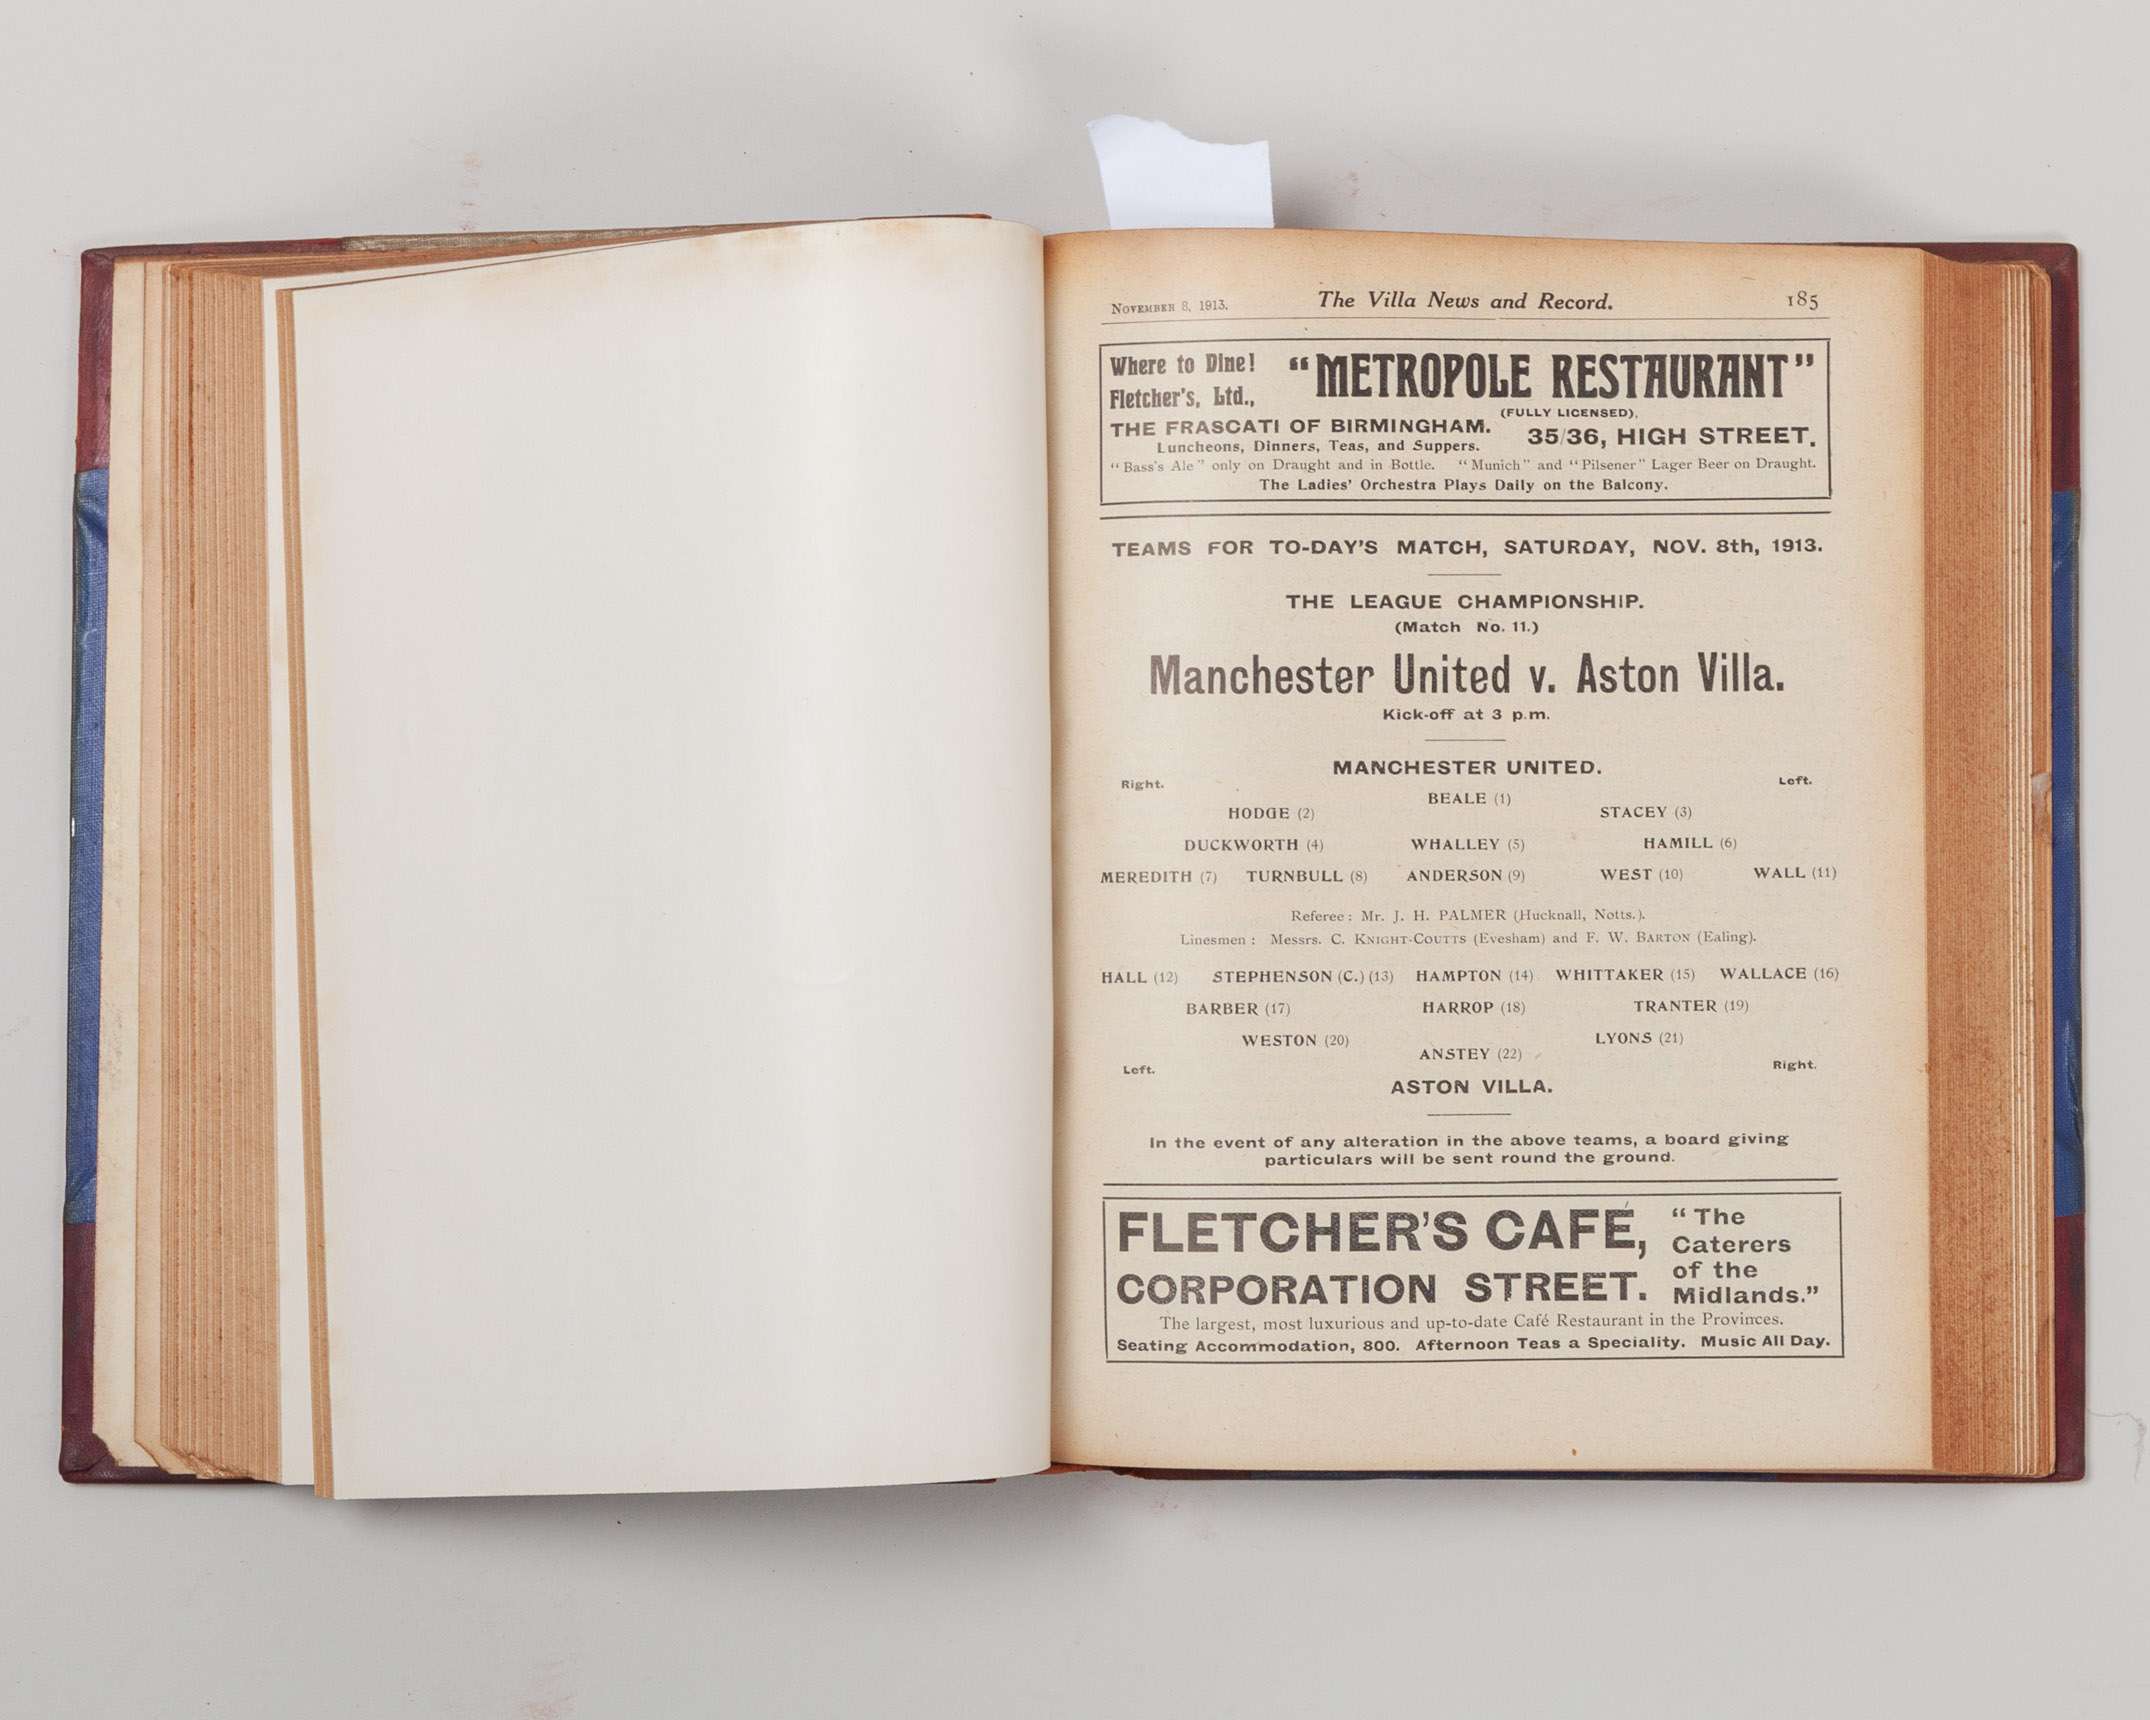 NOVEMBER 8, 1913. The Villa News and Record. 185
Where to Dine! "METROPOLE RESTAURANT"
Fletcher's, Ltd.,
(FULLY LICENSED),
THE FRASCATI OF BIRMINGHAM. 35/36, HIGH STREET.
Luncheons, Dinners, Teas, and Suppers.
"Bass's Ale" only on Draught and in Bottle. "Munich" and "Pilsener" Lager Beer on Draught.
The Ladies' Orchestra Plays Daily on the Balcony.
TEAMS FOR TO-DAY'S MATCH, SATURDAY, NOV. 8th, 1913.
THE LEAGUE CHAMPIONSHIP.
(Match No. 11.)
Manchester United v. Aston Villa.
Kick-off at 3 p.m.
MANCHESTER UNITED.
Right. Left.
BEALE (1)
HODGE (2) STACEY (3)
DUCKWORTH (4) WHALLEY (5) HAMILL (6)
MEREDITH (7) TURNBULL (8) ANDERSON (9) WEST (10) WALL (11)
Referee: Mr. J. H. PALMER (Hucknall, Notts.).
Linesmen: Messrs. C. KNIGHT-COUTTS (Evesham) and F. W. BARTON (Ealing).
HALL (12) STEPHENSON (C.) (13) HAMPTON (14) WHITTAKER (15) WALLACE (16)
BARBER (17) HARROP (18) TRANTER (19)
WESTON (20) LYONS (21)
ANSTEY (22)
Left. Right.
ASTON VILLA.
In the event of any alteration in the above teams, a board giving
particulars will be sent round the ground.
FLETCHER'S CAFÉ, "The
Caterers
CORPORATION STREET. of the
Midlands."
The largest, most luxurious and up-to-date Café Restaurant in the Provinces.
Seating Accommodation, 800. Afternoon Teas a Speciality. Music All Day.